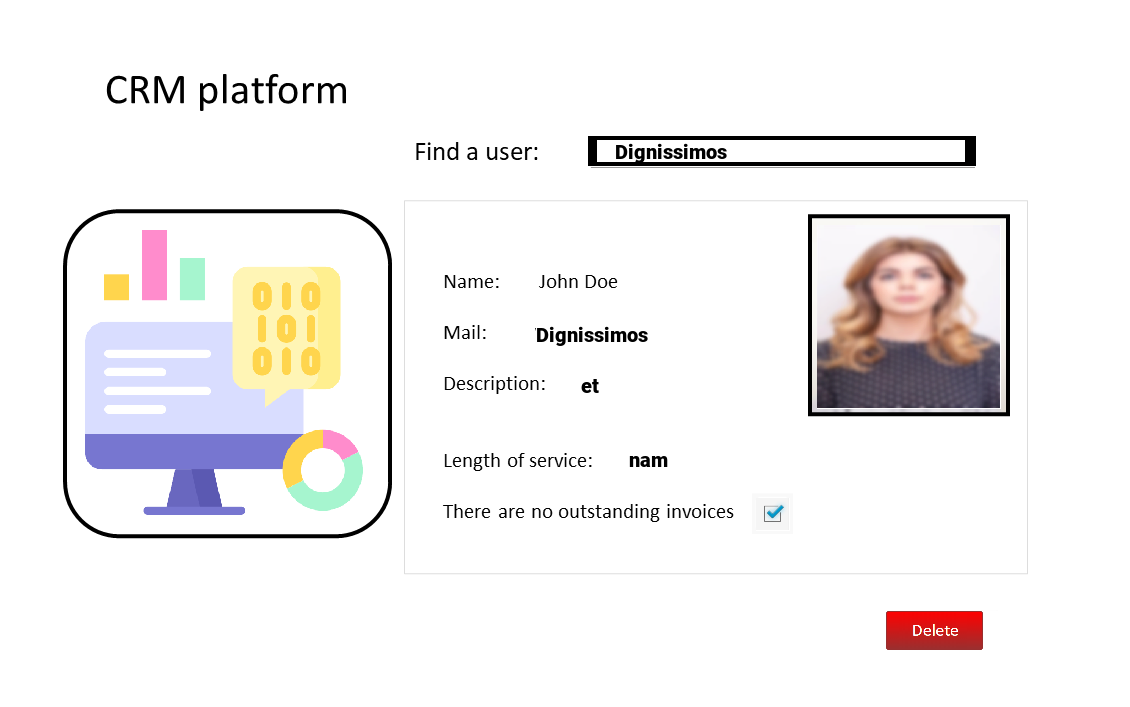 CRM platform
Find a user: Dignissimos
010
101
010
Name: John Doe
Mail: Dignissimos
Description: et
Length of service: nam
There are no outstanding invoices
Delete